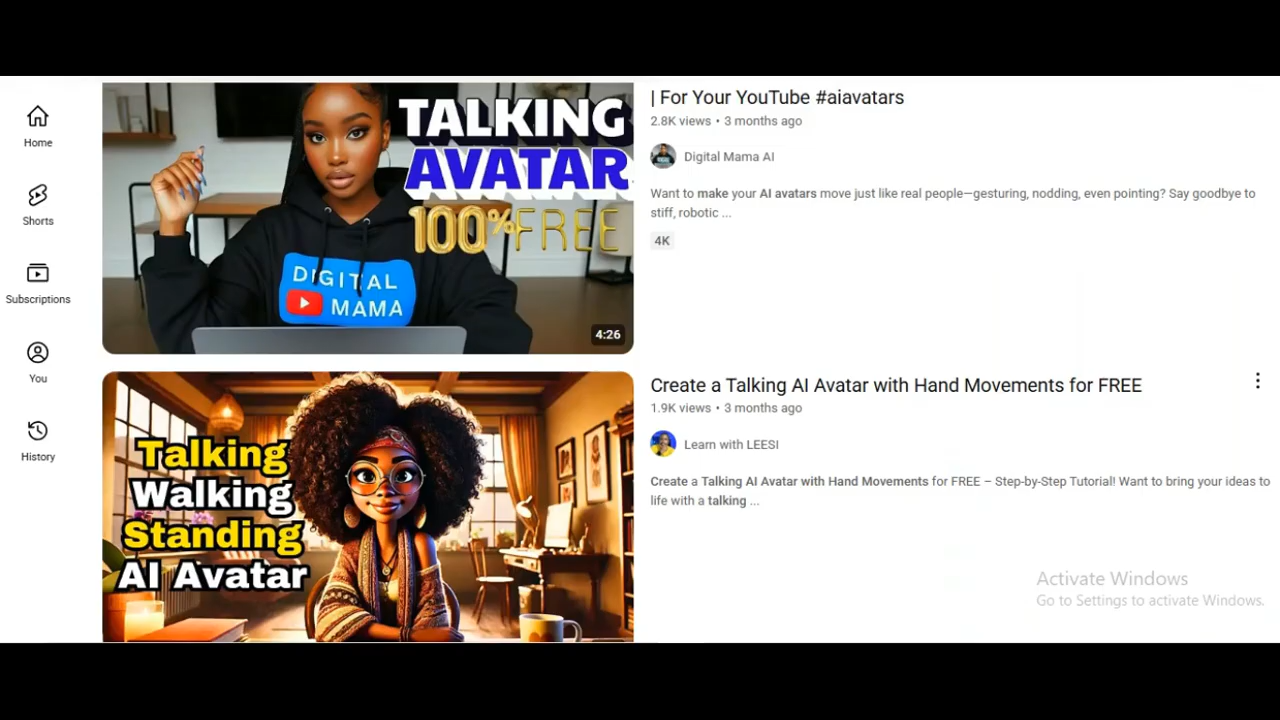 Home
Shorts
Subscriptions
You
History
TALKING
AVATAR
100% FREE
DIGITAL
MAMA
4:26
| For Your YouTube #aiavatars
2.8K views • 3 months ago
Digital Mama AI
Want to make your AI avatars move just like real people—gesturing, nodding, even pointing? Say goodbye to
stiff, robotic ...
4K
Talking
Walking
Standing
AI Avatar
Create a Talking AI Avatar with Hand Movements for FREE
1.9K views • 3 months ago
Learn with LEESI
Create a Talking AI Avatar with Hand Movements for FREE – Step-by-Step Tutorial! Want to bring your ideas to
life with a talking ...
Activate Windows
Go to Settings to activate Windows.